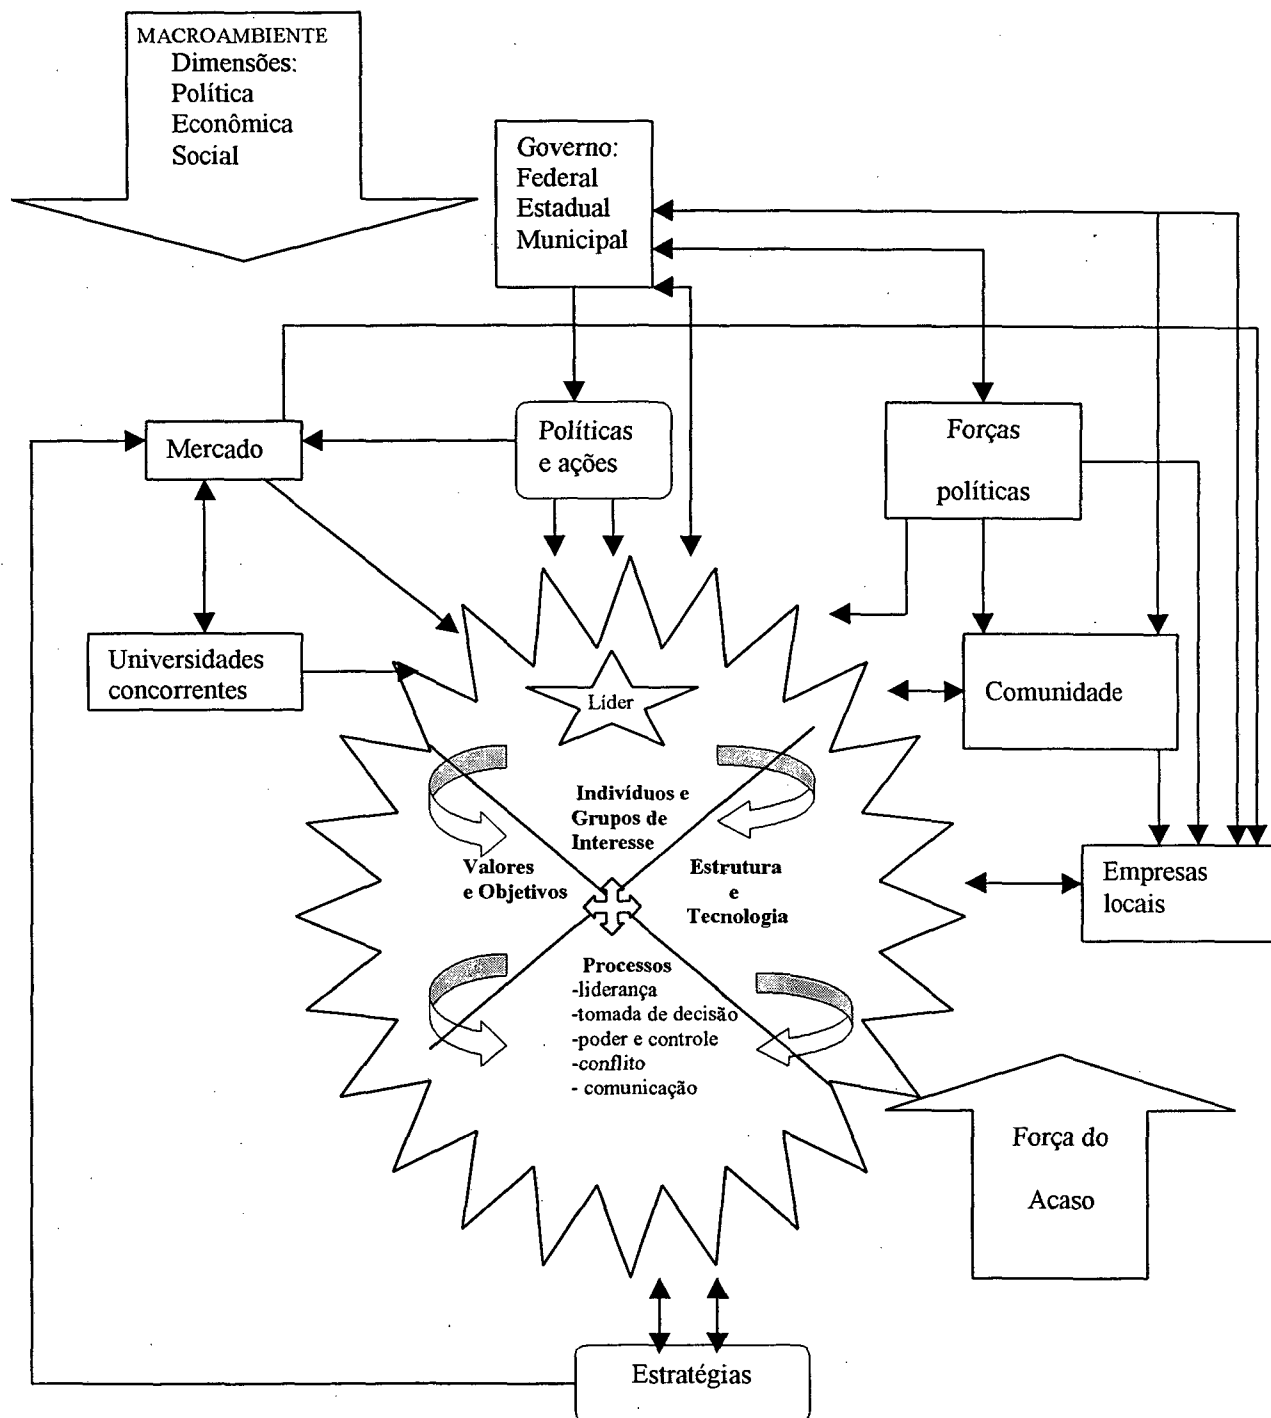 MACROAMBIENTE
Dimensões:
Política
Econômica
Social
Governo:
Federal
Estadual
Municipal
Mercado
Políticas
e ações
Forças
políticas
Universidades
concorrentes
Líder
Comunidade
Indivíduos e
Grupos de
Interesse
Valores
e Objetivos
Estrutura
e
Tecnologia
Empresas
locais
Processos
-liderança
-tomada de decisão
-poder e controle
-conflito
- comunicação
Força do
Acaso
Estratégias